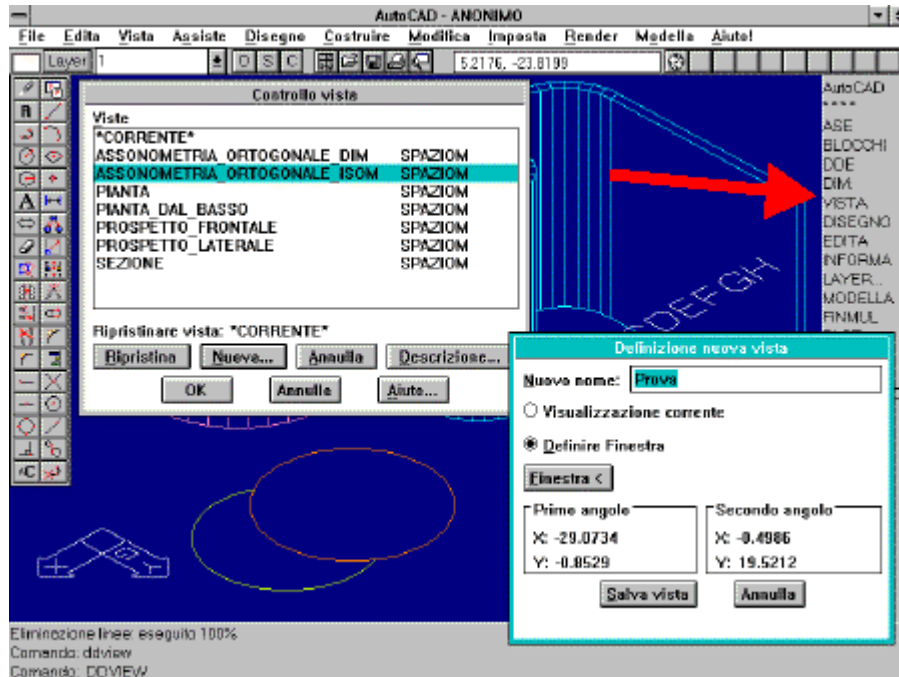 AutoCAD - ANONIMO
File Edita Vista Assiste Disegno Costruire Modifica Imposta Render Modella Aiuto!
Layer 1 O S C 5.2176, -23.8199
Controllo vista
Viste
*CORRENTE*
ASSONOMETRIA_ORTOGONALE_DIM SPAZIOM
ASSONOMETRIA_ORTOGONALE_ISOM SPAZIOM
PIANTA SPAZIOM
PIANTA_DAL_BASSO SPAZIOM
PROSPETTO_FRONTALE SPAZIOM
PROSPETTO_LATERALE SPAZIOM
SEZIONE SPAZIOM
Ripristinare vista: *CORRENTE*
Ripristina Nuova... Annulla Descrizione...
OK Annulla Aiuto...
AutoCAD
* * * *
ASE
BLOCCHI
DDE
DIM:
VISTA
DISEGNO
EDITA
INFORMA
LAYER...
MODELLA
FINMUL
CDEFGH
Definizione nuova vista
Nuovo nome: Prova
Visualizzazione corrente
Definire Finestra
Finestra <
Primo angolo Secondo angolo
X: -29.0734 X: -0.4986
Y: -0.8529 Y: 19.5212
Salva vista Annulla
Eliminazione linee: eseguito 100%
Comando: ddview
Comando: DDVIEW